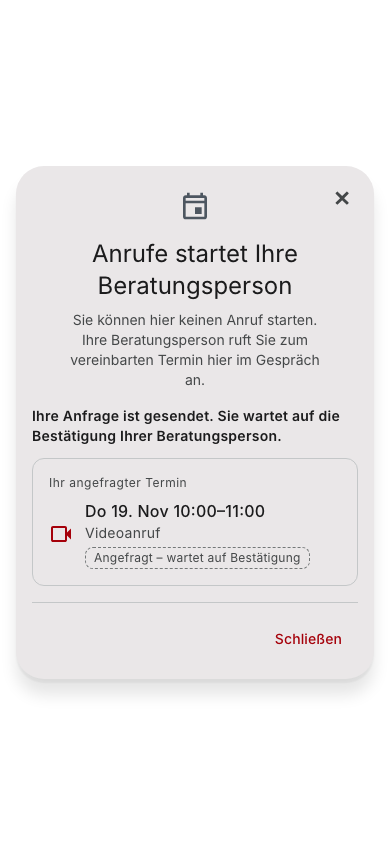 Anrufe startet Ihre
Beratungsperson
Sie können hier keinen Anruf starten.
Ihre Beratungsperson ruft Sie zum
vereinbarten Termin hier im Gespräch
an.
Ihre Anfrage ist gesendet. Sie wartet auf die
Bestätigung Ihrer Beratungsperson.
Ihr angefragter Termin
Do 19. Nov 10:00–11:00
Videoanruf
Angefragt – wartet auf Bestätigung
Schließen